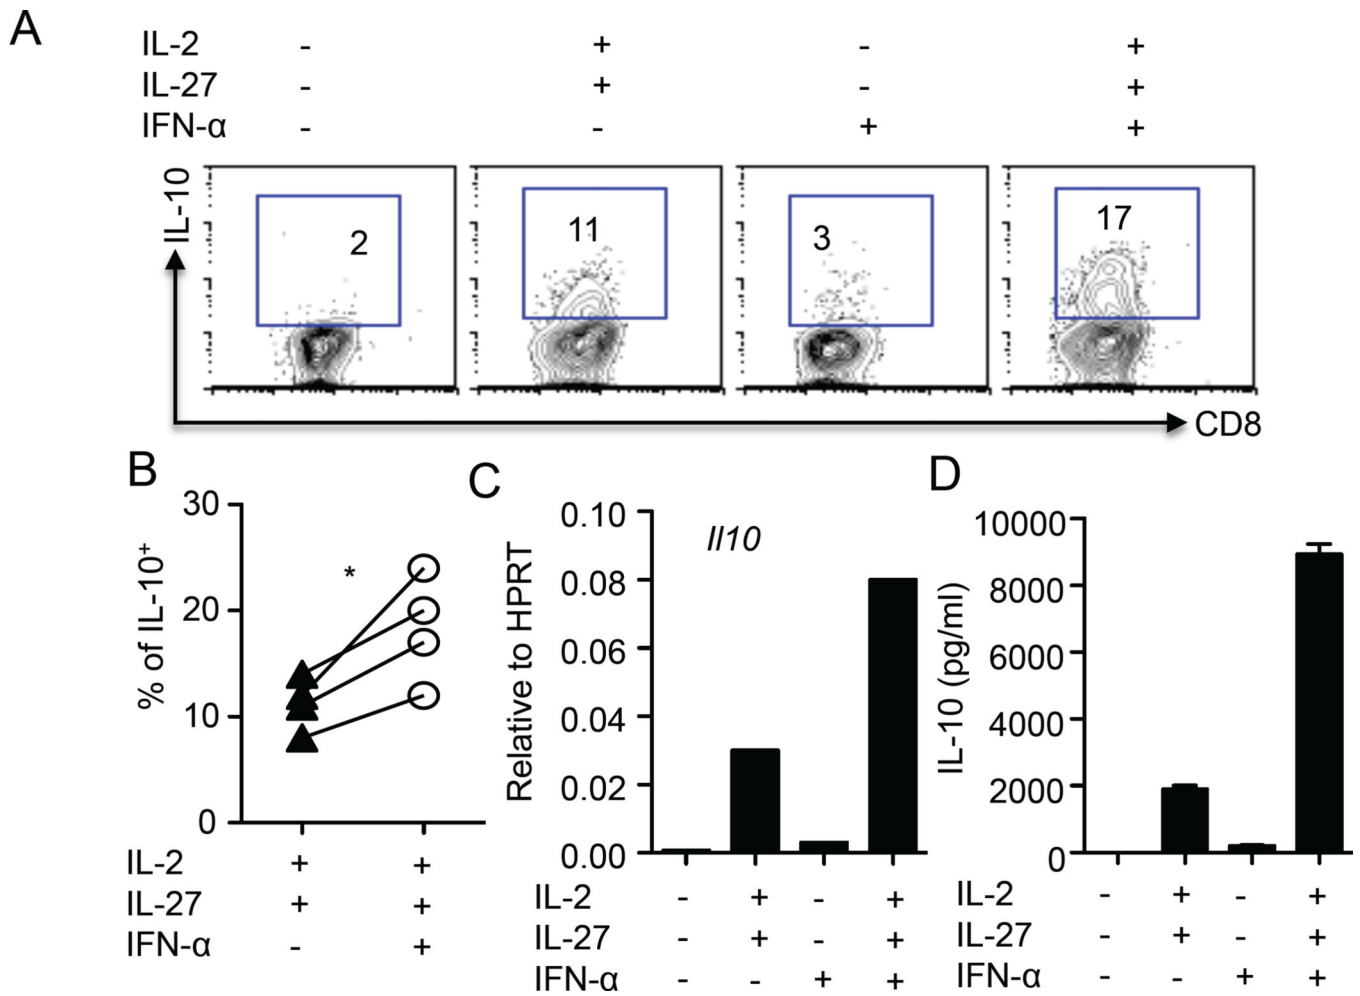 A
IL-2 - + - +
IL-27 - + - +
IFN-α - - + +
IL-10
2
11
3
17
CD8
B
% of IL-10+
30
20
10
0
*
IL-2 + +
IL-27 + +
IFN-α - +
C
Relative to HPRT
Il10
0.10
0.08
0.06
0.04
0.02
0.00
IL-2 - + - +
IL-27 - + - +
IFN-α - - + +
D
IL-10 (pg/ml)
10000
8000
6000
4000
2000
0
IL-2 - + - +
IL-27 - + - +
IFN-α - - + +